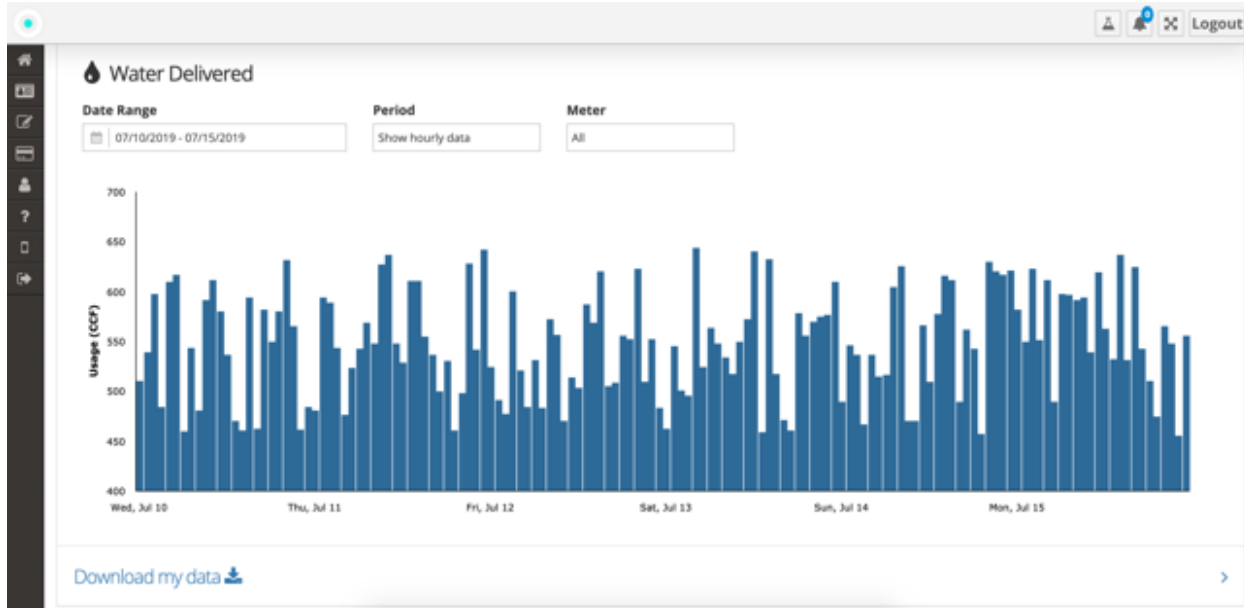 0
Logout
Water Delivered
Date Range
Period
Meter
07/10/2019 - 07/15/2019
Show hourly data
All
700
650
600
550
500
450
400
Usage (CCF)
Wed, Jul 10
Thu, Jul 11
Fri, Jul 12
Sat, Jul 13
Sun, Jul 14
Mon, Jul 15
?
Download my data